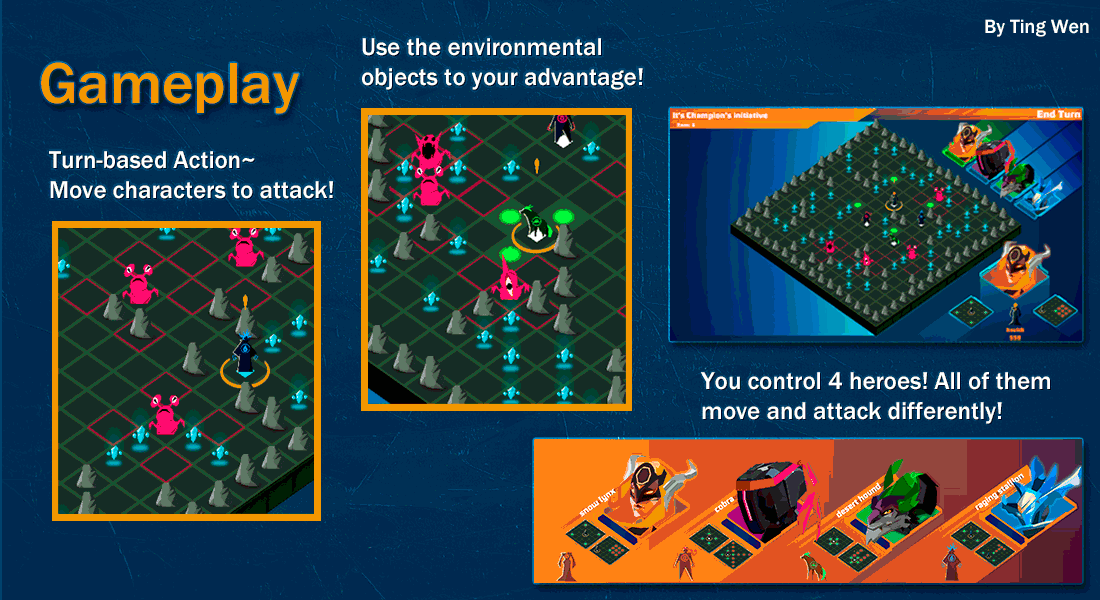 By Ting Wen
Gameplay
Use the environmental
objects to your advantage!
Turn-based Action~
Move characters to attack!
It's Champion's initiative
End Turn
You control 4 heroes! All of them
move and attack differently!
snow lynx
cobra
desert hound
raging stallion